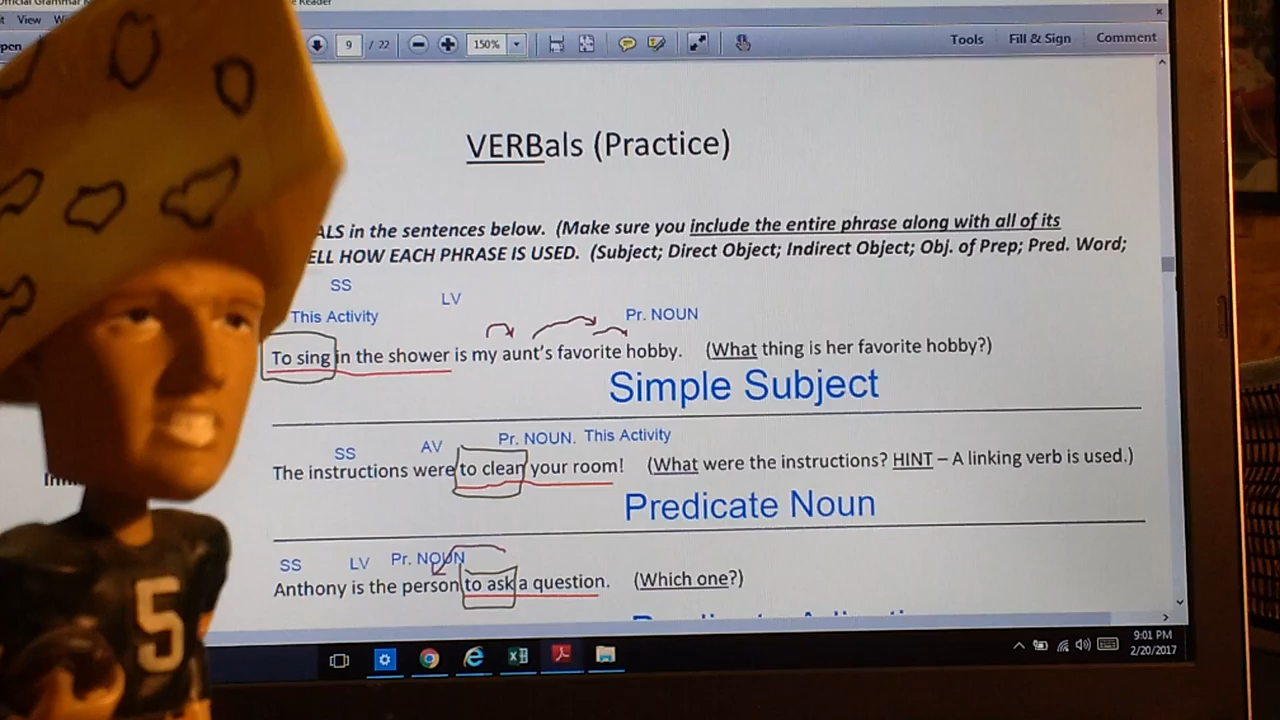 Reader
View
9 / 22
150%
Tools
Fill & Sign
Comment
VERBals (Practice)
ALS in the sentences below. (Make sure you include the entire phrase along with all of its
ELL HOW EACH PHRASE IS USED. (Subject; Direct Object; Indirect Object; Obj. of Prep; Pred. Word;
SS
LV
This Activity
Pr. NOUN
To sing in the shower is my aunt's favorite hobby. (What thing is her favorite hobby?)
Simple Subject
SS
AV
Pr. NOUN. This Activity
The instructions were to clean your room! (What were the instructions? HINT – A linking verb is used.)
Predicate Noun
SS
LV
Pr. NOUN
Anthony is the person to ask a question. (Which one?)
9:01 PM
2/20/2017
5